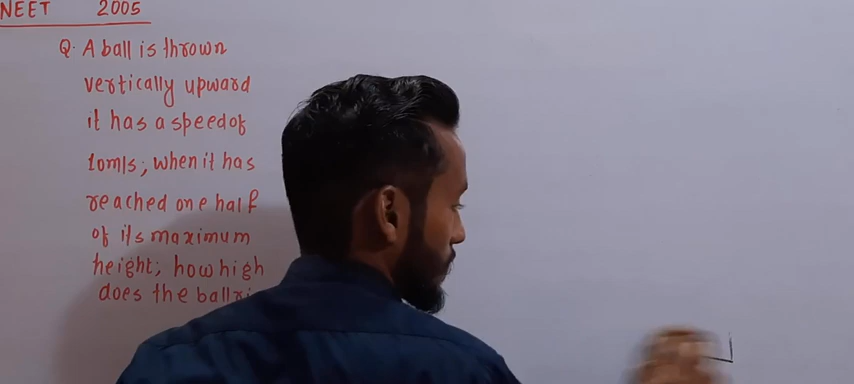 NEET 2005
Q. A ball is thrown
vertically upward
it has a speed of
10m/s; when it has
reached one half
of its maximum
height; how high
does the ball